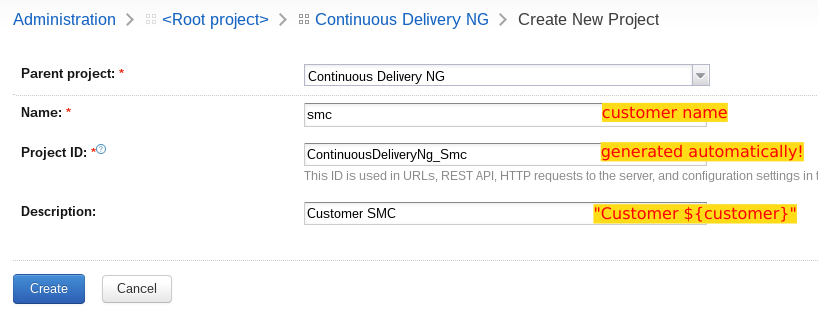 Administration > <Root project> > Continuous Delivery NG > Create New Project
Parent project: * Continuous Delivery NG
Name: * smc customer name
Project ID: * ? ContinuousDeliveryNg_Smc generated automatically!
This ID is used in URLs, REST API, HTTP requests to the server, and configuration settings in t
Description: Customer SMC "Customer ${customer}"
Create Cancel